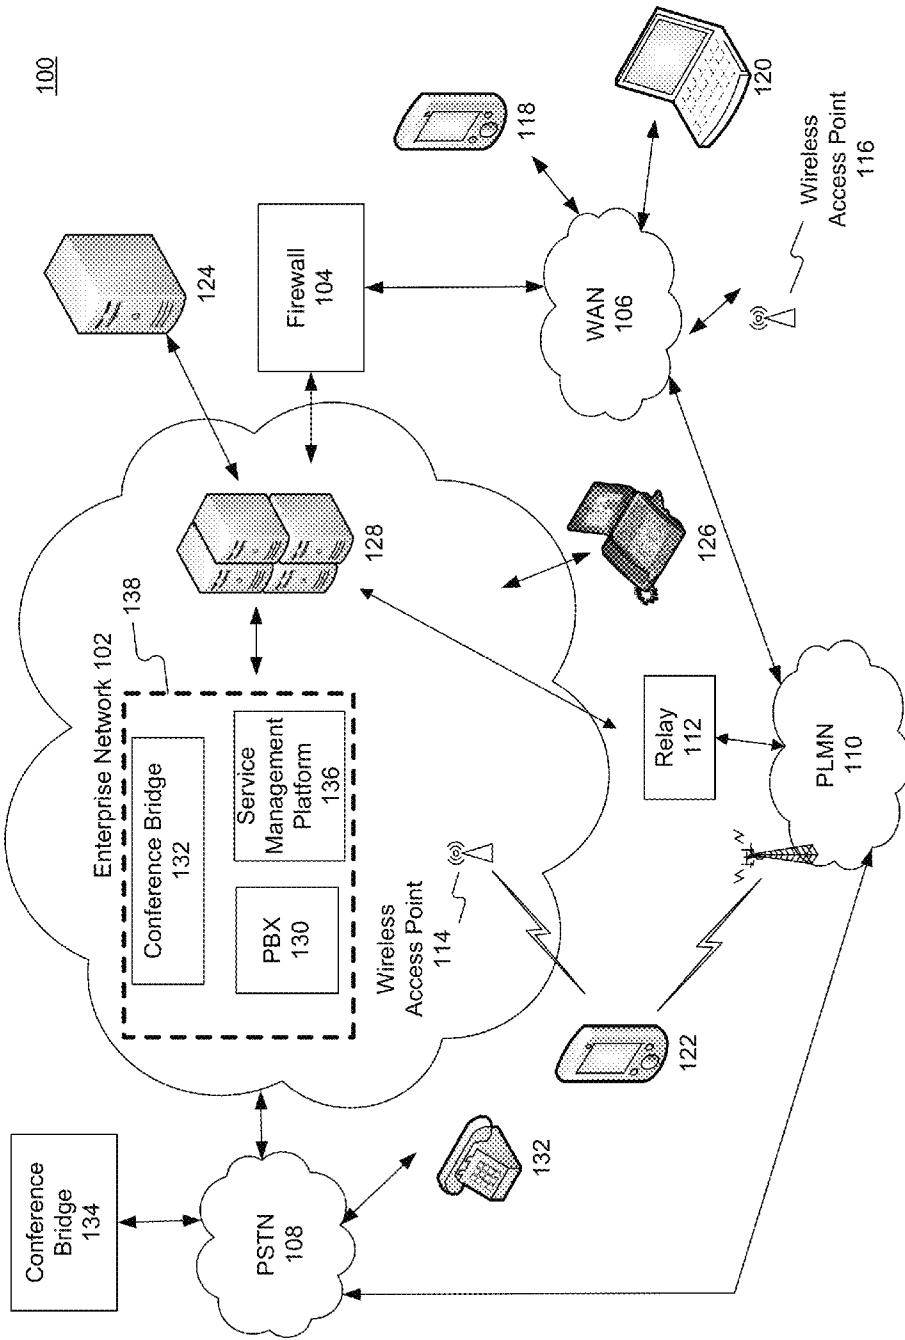 100
124
Firewall
104
118
120
WAN
106
Wireless
Access Point
116
Enterprise Network 102
138
128
Conference Bridge
132
Service
Management
Platform
136
PBX
130
Wireless
Access Point
114
126
Relay
112
PLMN
110
Conference
Bridge
134
PSTN
108
132
122